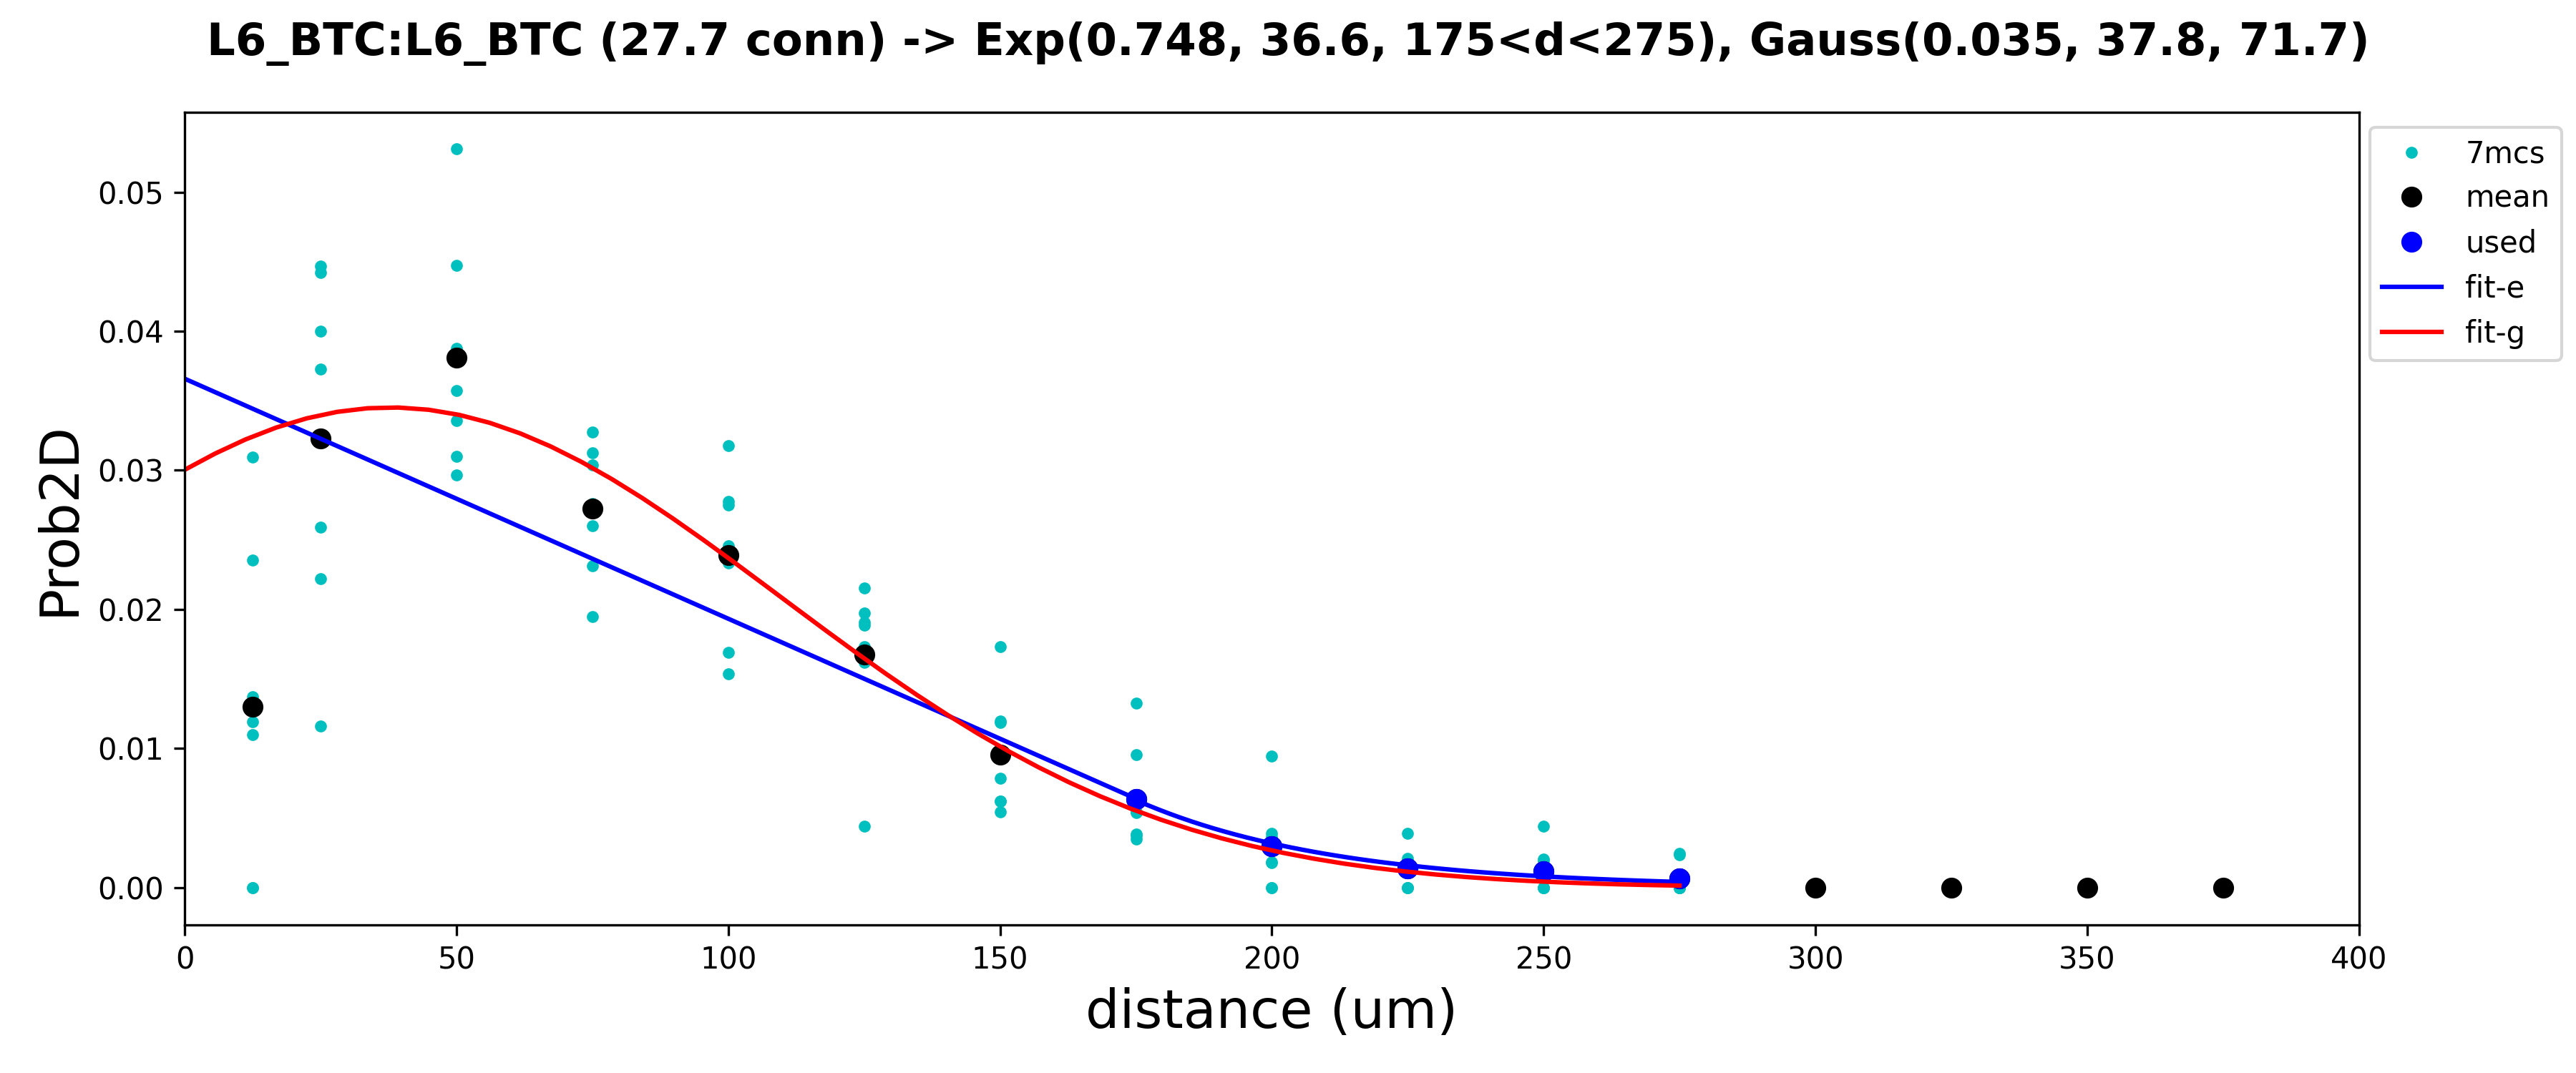 L6_BTC:L6_BTC (27.7 conn) -> Exp(0.748, 36.6, 175<d<275), Gauss(0.035, 37.8, 71.7)
7mcs
mean
used
fit-e
fit-g
Prob2D
0.05
0.04
0.03
0.02
0.01
0.00
0 50 100 150 200 250 300 350 400
distance (um)